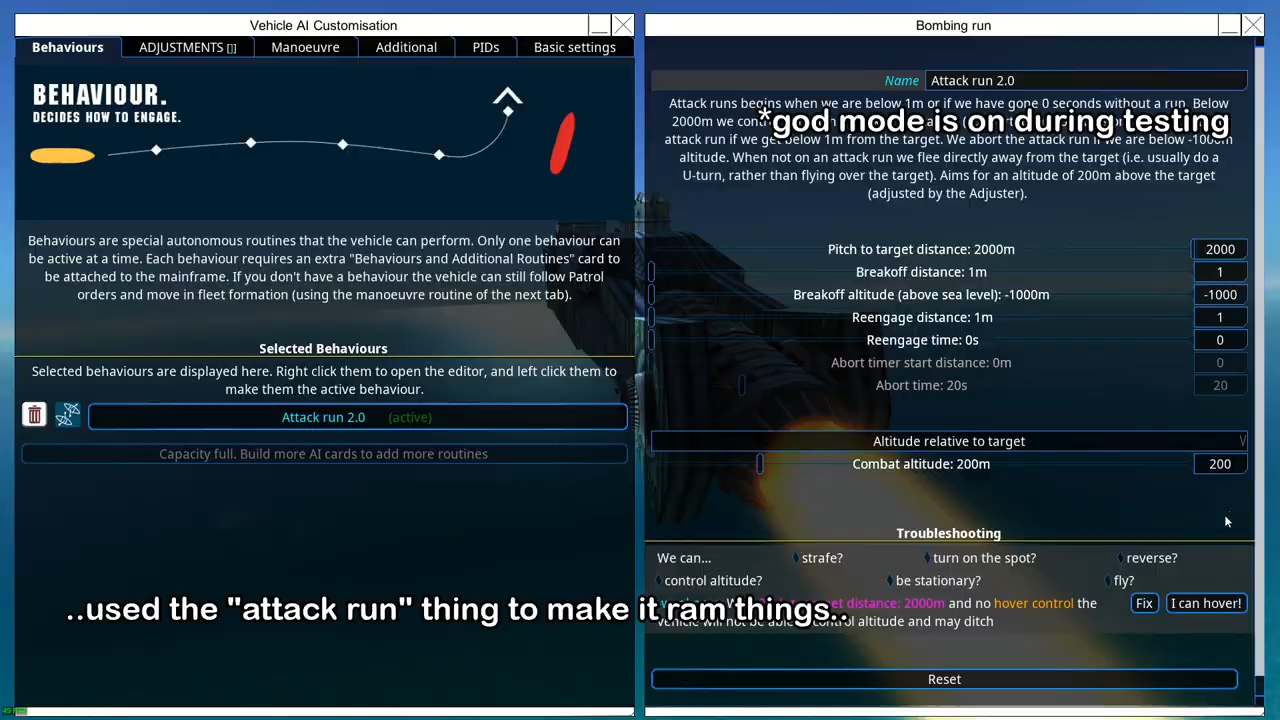 Vehicle AI Customisation
Behaviours
ADJUSTMENTS []
Manoeuvre
Additional
PIDs
Basic settings
BEHAVIOUR.
DECIDES HOW TO ENGAGE.
Behaviours are special autonomous routines that the vehicle can perform. Only one behaviour can
be active at a time. Each behaviour requires an extra "Behaviours and Additional Routines" card to
be attached to the mainframe. If you don't have a behaviour the vehicle can still follow Patrol
orders and move in fleet formation (using the manoeuvre routine of the next tab).
Selected Behaviours
Selected behaviours are displayed here. Right click them to open the editor, and left click them to
make them the active behaviour.
Attack run 2.0 (active)
Capacity full. Build more AI cards to add more routines
..used the "attack run" thing to make it ram things..
Bombing run
Name Attack run 2.0
Attack runs begins when we are below 1m or if we have gone 0 seconds without a run. Below
*god mode is on during testing
2000m we
attack run if we get below 1m from the target. We abort the attack run if we are below -1000m
altitude. When not on an attack run we flee directly away from the target (i.e. usually do a
U-turn, rather than flying over the target). Aims for an altitude of 200m above the target
(adjusted by the Adjuster).
Pitch to target distance: 2000m 2000
Breakoff distance: 1m 1
Breakoff altitude (above sea level): -1000m -1000
Reengage distance: 1m 1
Reengage time: 0s 0
Abort timer start distance: 0m 0
Abort time: 20s 20
Altitude relative to target
Combat altitude: 200m 200
Troubleshooting
We can... strafe? turn on the spot? reverse?
control altitude? be stationary? fly?
target distance: 2000m and no hover control the
Fix
I can hover!
vehicle will not be able control altitude and may ditch
Reset